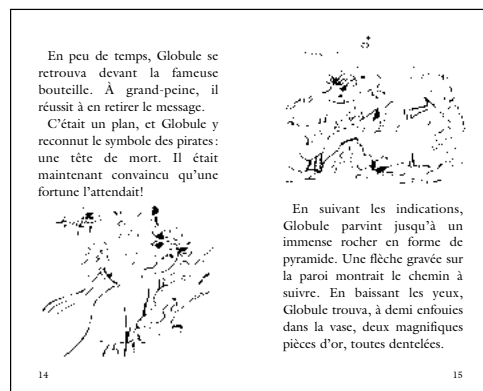 En peu de temps, Globule se
retrouva devant la fameuse
bouteille. À grand-peine, il
réussit à en retirer le message.
C'était un plan, et Globule y
reconnut le symbole des pirates:
une tête de mort. Il était
maintenant convaincu qu'une
fortune l'attendait!
14
En suivant les indications,
Globule parvint jusqu'à un
immense rocher en forme de
pyramide. Une flèche gravée sur
la paroi montrait le chemin à
suivre. En baissant les yeux,
Globule trouva, à demi enfouies
dans la vase, deux magnifiques
pièces d'or, toutes dentelées.
15